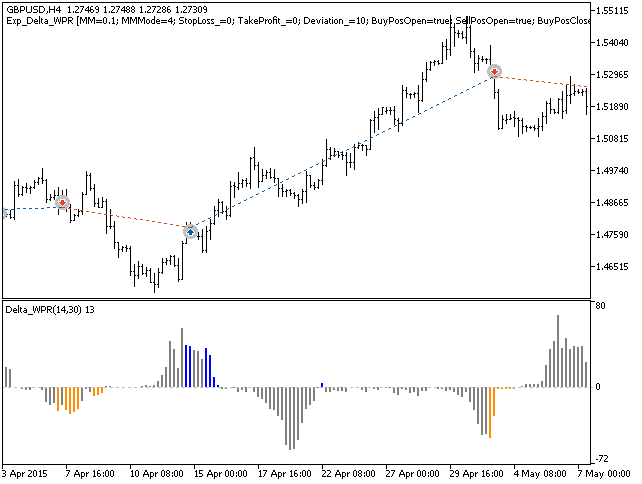 GBPUSD,H4 1.27469 1.27488 1.27286 1.27309
Exp_Delta_WPR [MM=0.1; MMMode=4; StopLoss_=0; TakeProfit_=0; Deviation_=10; BuyPosOpen=true; SellPosOpen=true; BuyPosClose
1.55115
1.54040
1.52965
1.51890
1.50815
1.49740
1.48665
1.47590
1.46515
Delta_WPR(14,30) 13
80
0
-72
3 Apr 2015
7 Apr 16:00
10 Apr 08:00
15 Apr 00:00
17 Apr 16:00
22 Apr 08:00
27 Apr 00:00
29 Apr 16:00
4 May 08:00
7 May 00:00